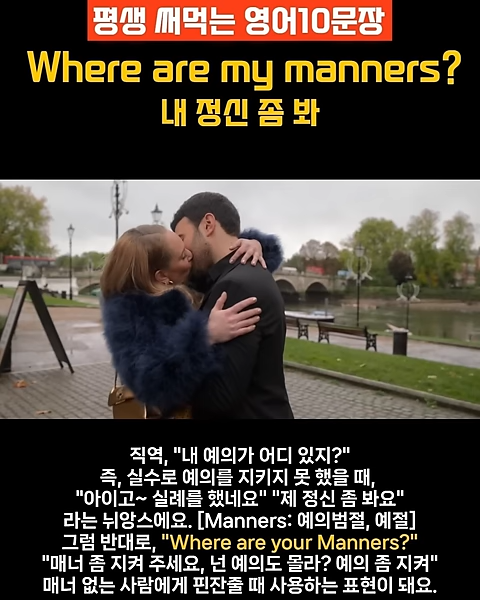 평생 써먹는 영어10문장
Where are my manners?
내 정신 좀 봐
직역, "내 예의가 어디 있지?"
즉, 실수로 예의를 지키지 못 했을 때,
"아이고~ 실례를 했네요" "제 정신 좀 봐요"
라는 뉘앙스에요. [Manners: 예의범절, 예절]
그럼 반대로, "Where are your Manners?"
"매너 좀 지켜 주세요, 넌 예의도 몰라? 예의 좀 지켜"
매너 없는 사람에게 핀잔줄 때 사용하는 표현이 돼요.